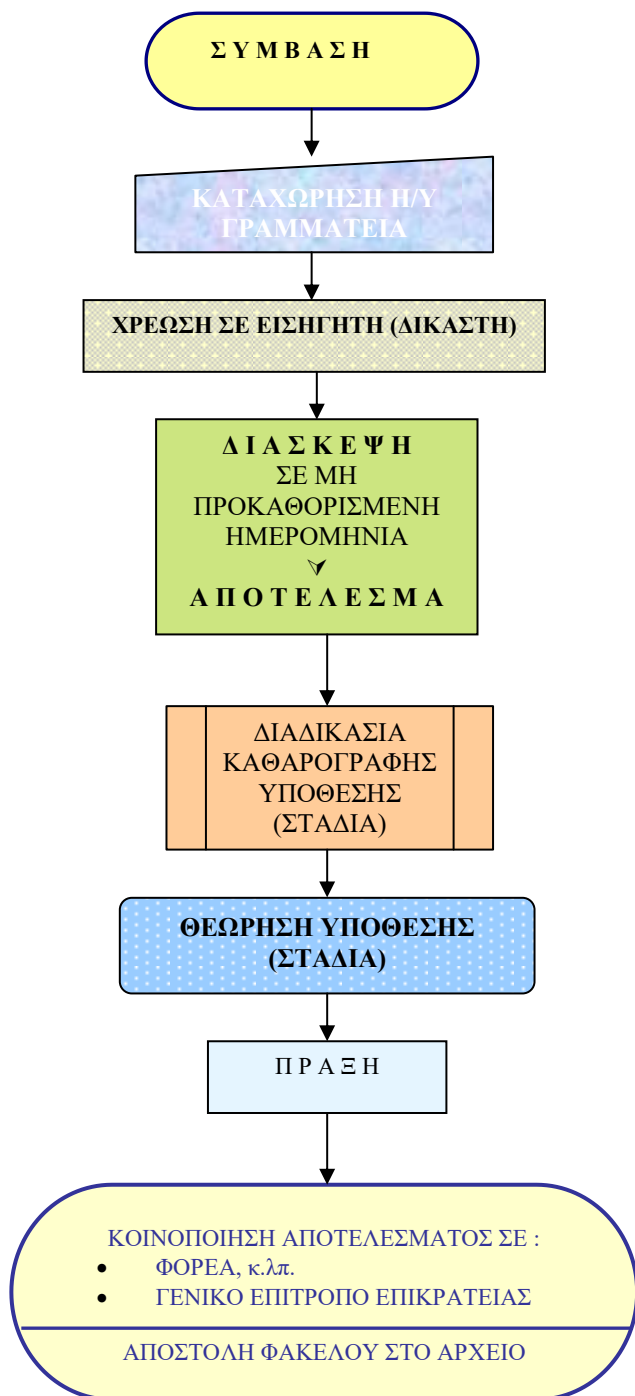 Σ Υ Μ Β Α Σ Η
ΚΑΤΑΧΩΡΗΣΗ Η/Υ
ΓΡΑΜΜΑΤΕΙΑ
ΧΡΕΩΣΗ ΣΕ ΕΙΣΗΓΗΤΗ (ΔΙΚΑΣΤΗ)
Δ Ι Α Σ Κ Ε Ψ Η
ΣΕ ΜΗ
ΠΡΟΚΑΘΟΡΙΣΜΕΝΗ
ΗΜΕΡΟΜΗΝΙΑ
Α Π Ο Τ Ε Λ Ε Σ Μ Α
ΔΙΑΔΙΚΑΣΙΑ
ΚΑΘΑΡΟΓΡΑΦΗΣ
ΥΠΟΘΕΣΗΣ
(ΣΤΑΔΙΑ)
ΘΕΩΡΗΣΗ ΥΠΟΘΕΣΗΣ
(ΣΤΑΔΙΑ)
Π Ρ Α Ξ Η
ΚΟΙΝΟΠΟΙΗΣΗ ΑΠΟΤΕΛΕΣΜΑΤΟΣ ΣΕ :
• ΦΟΡΕΑ, κ.λπ.
• ΓΕΝΙΚΟ ΕΠΙΤΡΟΠΟ ΕΠΙΚΡΑΤΕΙΑΣ
ΑΠΟΣΤΟΛΗ ΦΑΚΕΛΟΥ ΣΤΟ ΑΡΧΕΙΟ